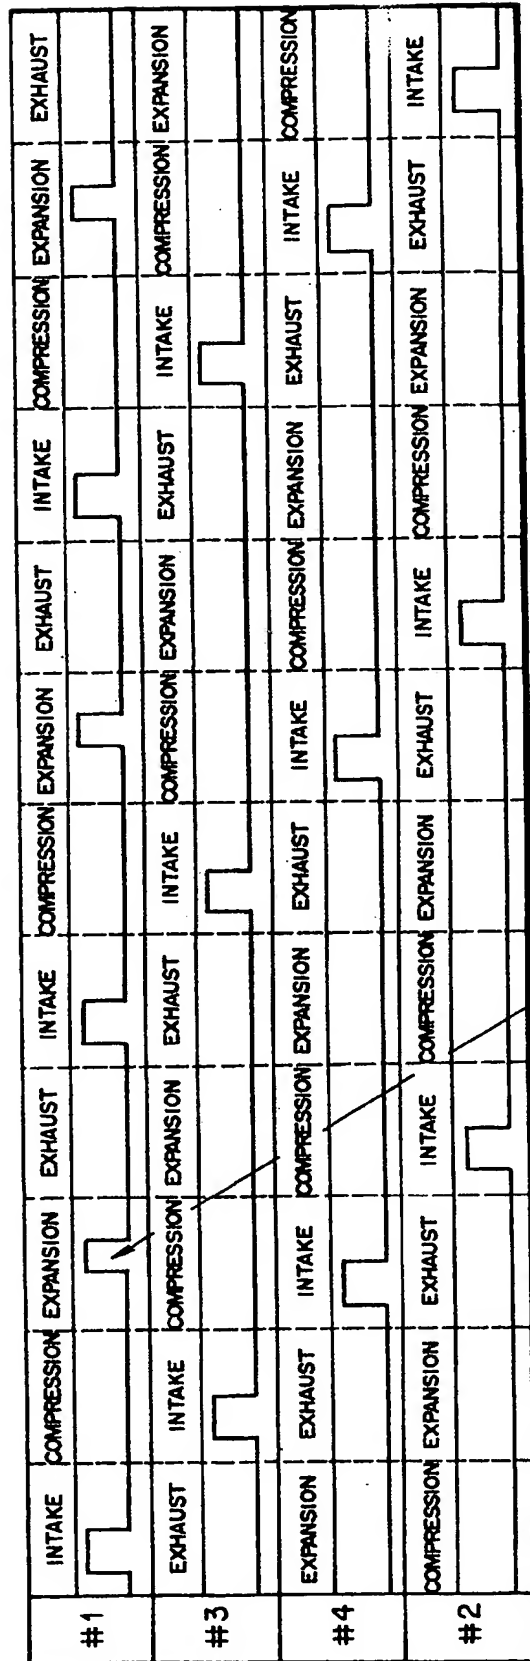 #1 INTAKE COMPRESSION EXPANSION EXHAUST INTAKE COMPRESSION EXPANSION EXHAUST INTAKE COMPRESSION EXPANSION EXHAUST
#3 EXHAUST INTAKE COMPRESSION EXPANSION EXHAUST INTAKE COMPRESSION EXPANSION EXHAUST INTAKE COMPRESSION EXPANSION
#4 EXPANSION EXHAUST INTAKE COMPRESSION EXPANSION EXHAUST INTAKE COMPRESSION EXPANSION EXHAUST INTAKE COMPRESSION
#2 COMPRESSION EXPANSION EXHAUST INTAKE COMPRESSION EXPANSION EXHAUST INTAKE COMPRESSION EXPANSION EXHAUST INTAKE